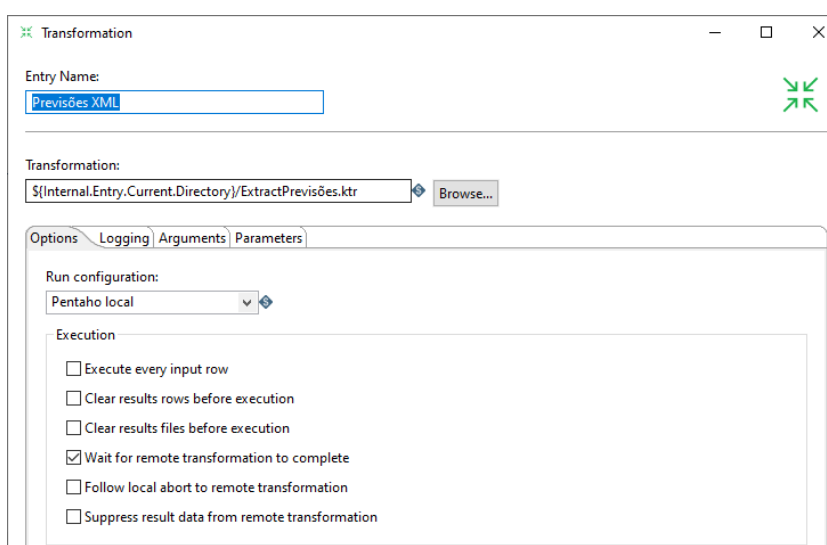 Transformation
Entry Name:
Previsões XML
Transformation:
${Internal.Entry.Current.Directory}/ExtractPrevisões.ktr
Browse...
Options Logging Arguments Parameters
Run configuration:
Pentaho local
Execution
Execute every input row
Clear results rows before execution
Clear results files before execution
Wait for remote transformation to complete
Follow local abort to remote transformation
Suppress result data from remote transformation